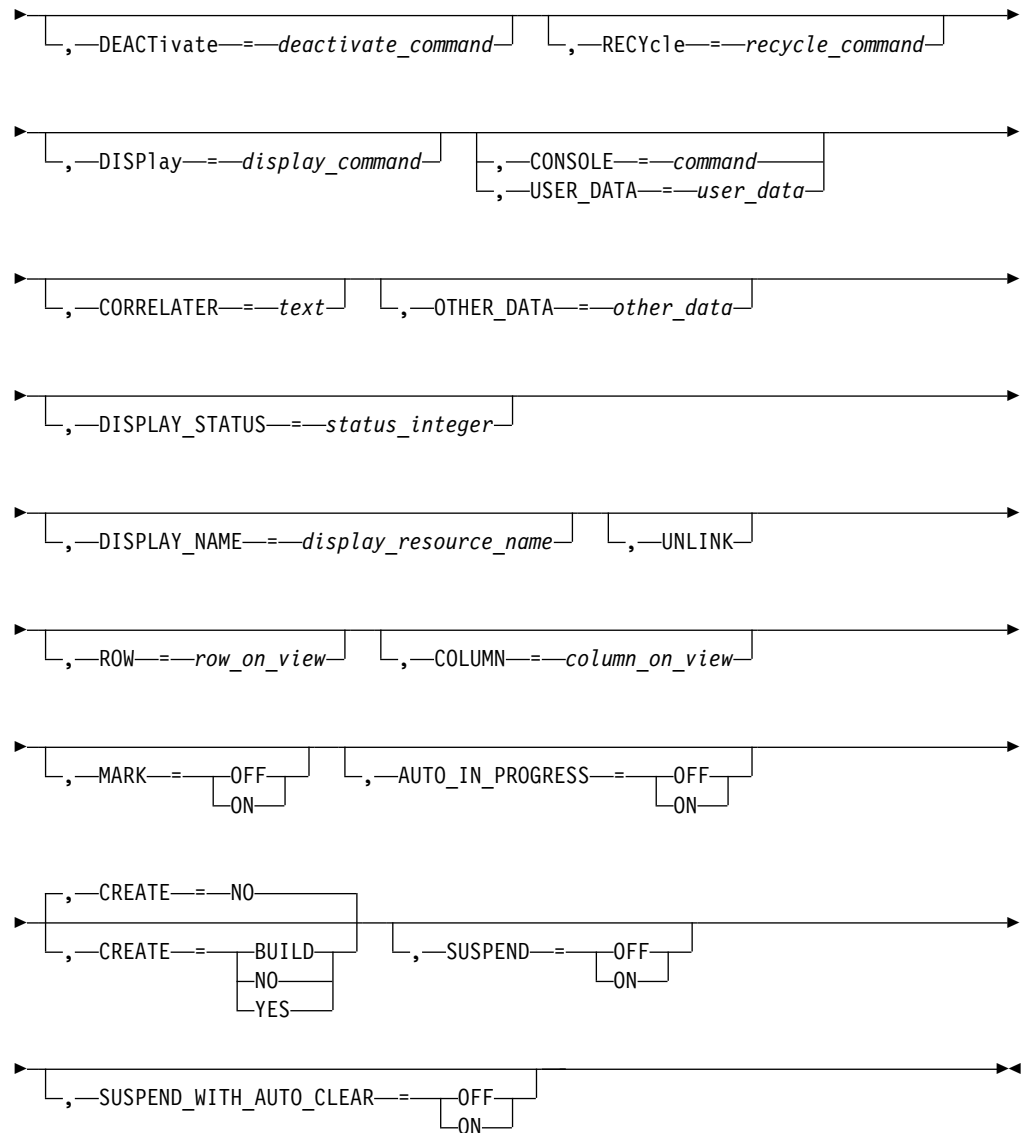 , DEACTivate = deactivate_command , RECYcle = recycle_command
, DISPlay = display_command , CONSOLE = command
, USER_DATA = user_data
, CORRELATER = text , OTHER_DATA = other_data
, DISPLAY_STATUS = status_integer
, DISPLAY_NAME = display_resource_name , UNLINK
, ROW = row_on_view , COLUMN = column_on_view
, MARK = OFF , AUTO_IN_PROGRESS = OFF
ON ON
, CREATE = NO
, CREATE = BUILD , SUSPEND = OFF
NO ON
YES
, SUSPEND_WITH_AUTO_CLEAR = OFF
ON